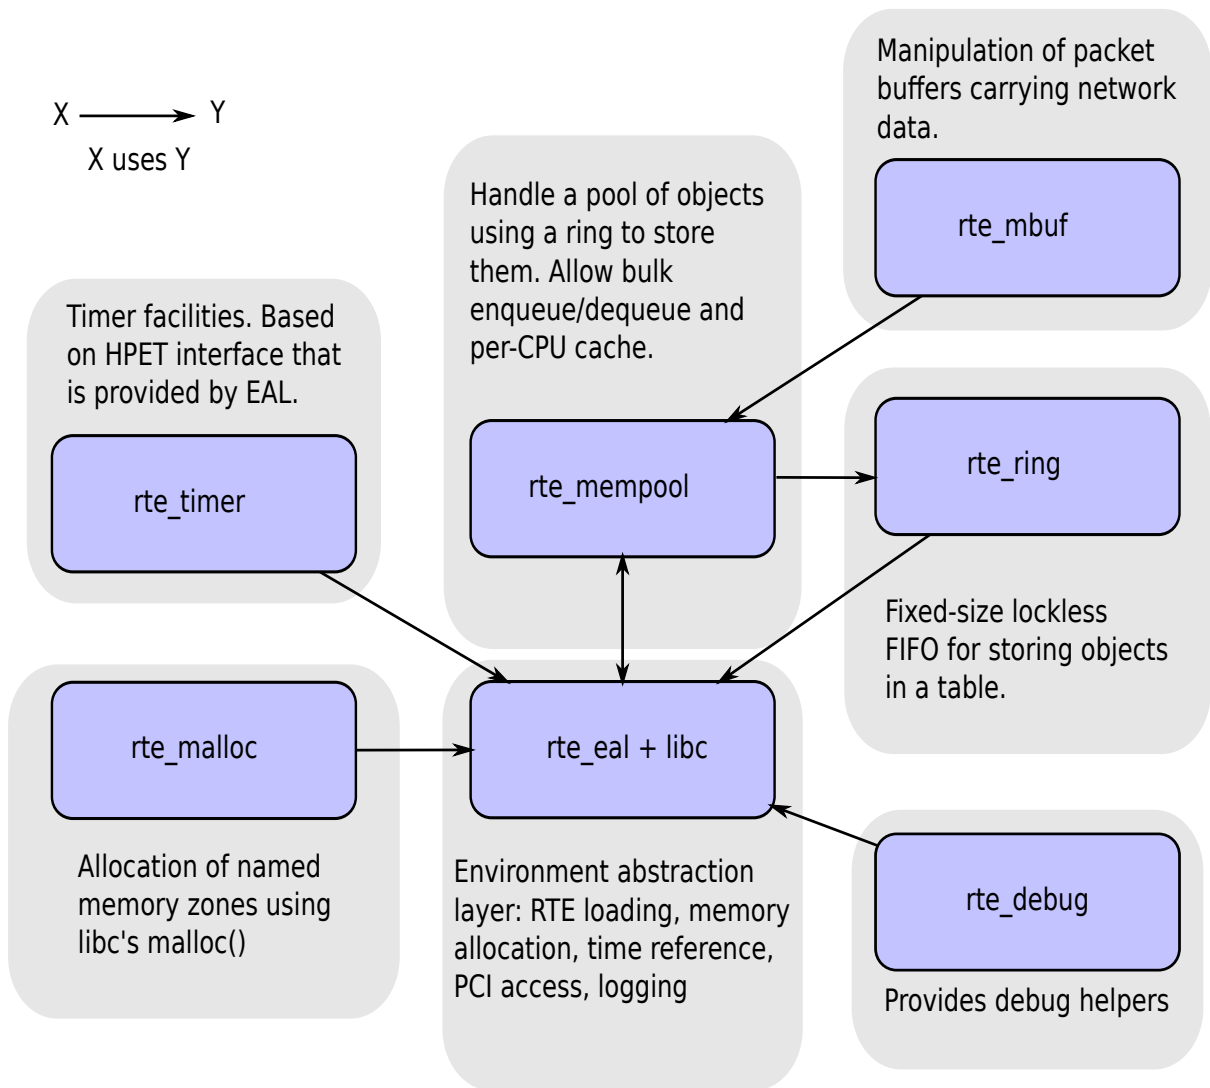 X
Y
X uses Y
Manipulation of packet
buffers carrying network
data.
rte_mbuf
Handle a pool of objects
using a ring to store
them. Allow bulk
enqueue/dequeue and
per-CPU cache.
rte_mempool
Timer facilities. Based
on HPET interface that
is provided by EAL.
rte_timer
rte_ring
Fixed-size lockless
FIFO for storing objects
in a table.
rte_malloc
Allocation of named
memory zones using
libc's malloc()
rte_eal + libc
Environment abstraction
layer: RTE loading, memory
allocation, time reference,
PCI access, logging
rte_debug
Provides debug helpers